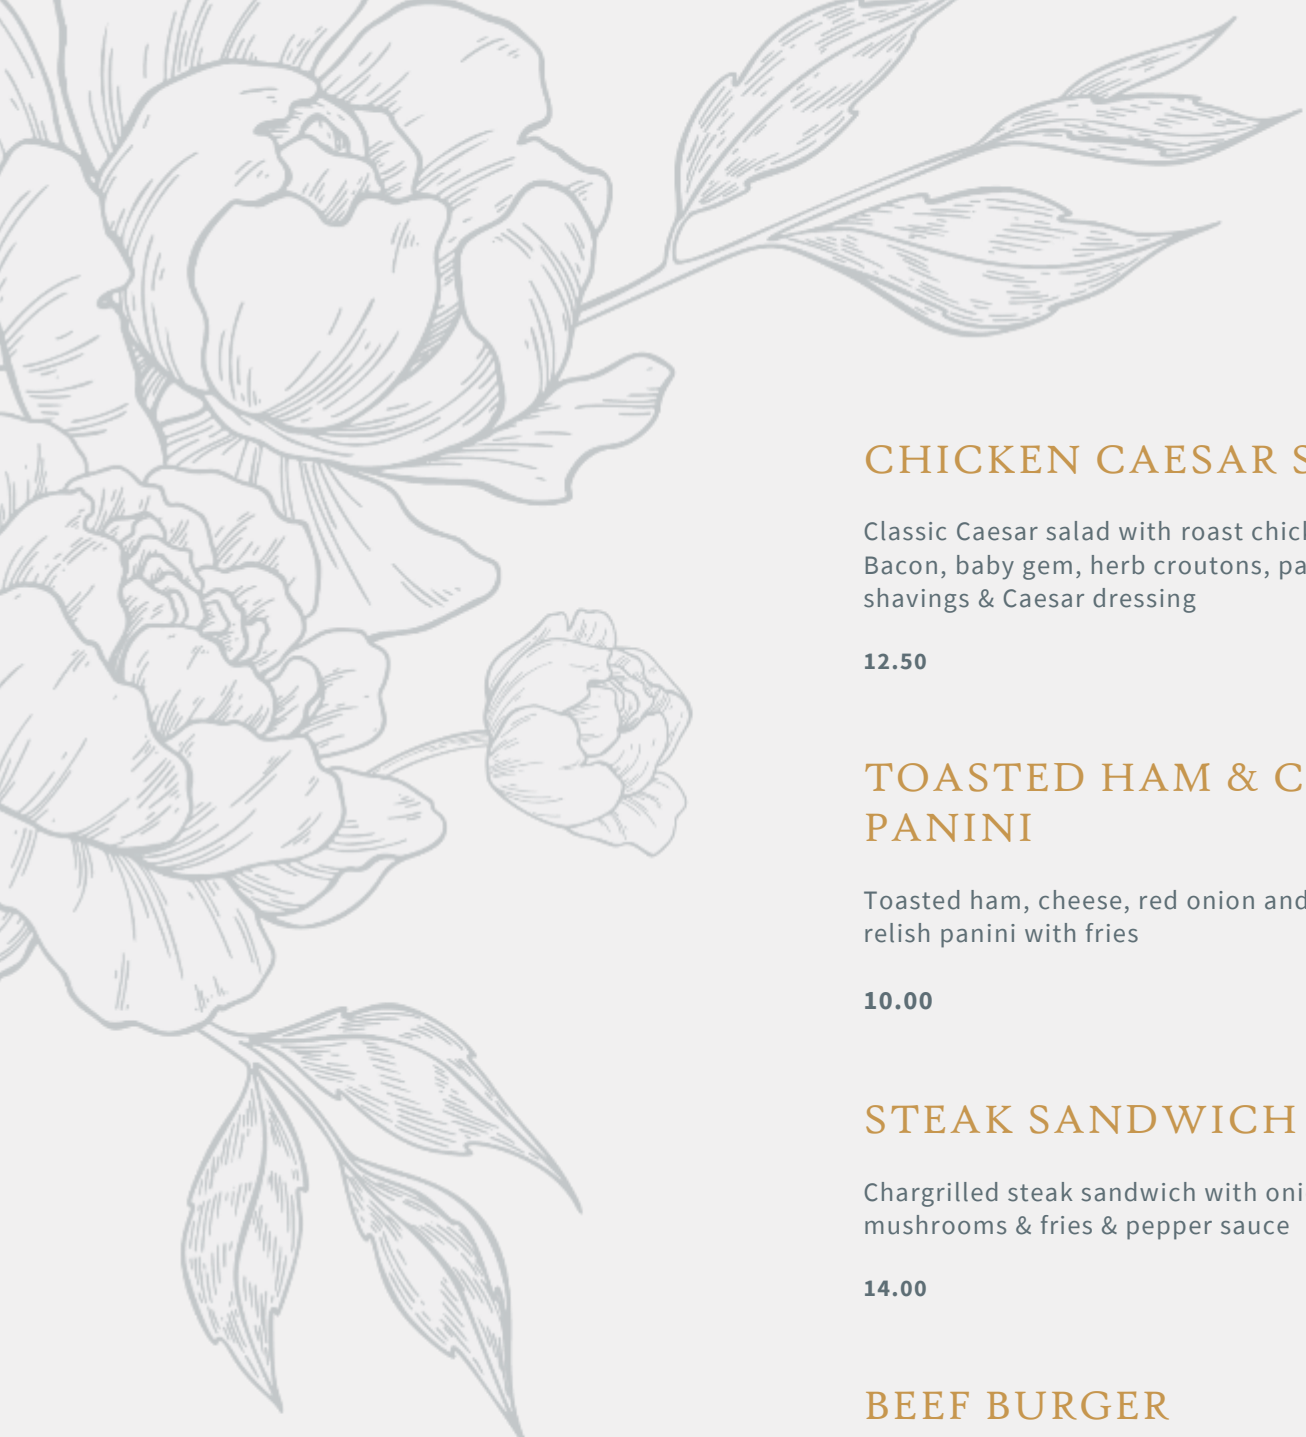 CHICKEN CAESAR
Classic Caesar salad with roast
Bacon, baby gem, herb croutons,
shavings & Caesar dressing
12.50
TOASTED HAM &
PANINI
Toasted ham, cheese, red onion and
relish panini with fries
10.00
STEAK SANDWICH
Chargrilled steak sandwich with
mushrooms & fries & pepper sauce
14.00
BEEF BURGER